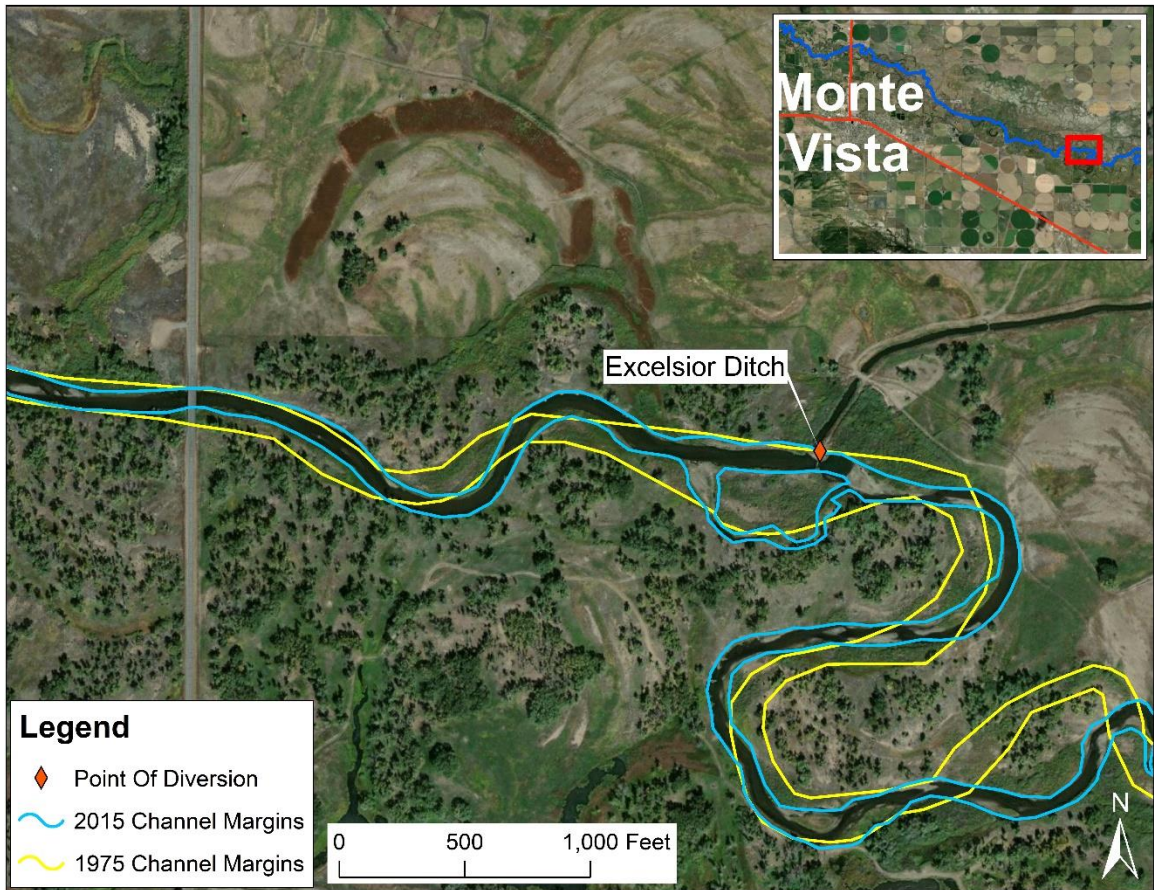 Monte
Vista
Excelsior Ditch
Legend
Point Of Diversion
2015 Channel Margins
1975 Channel Margins
0 500 1,000 Feet
N